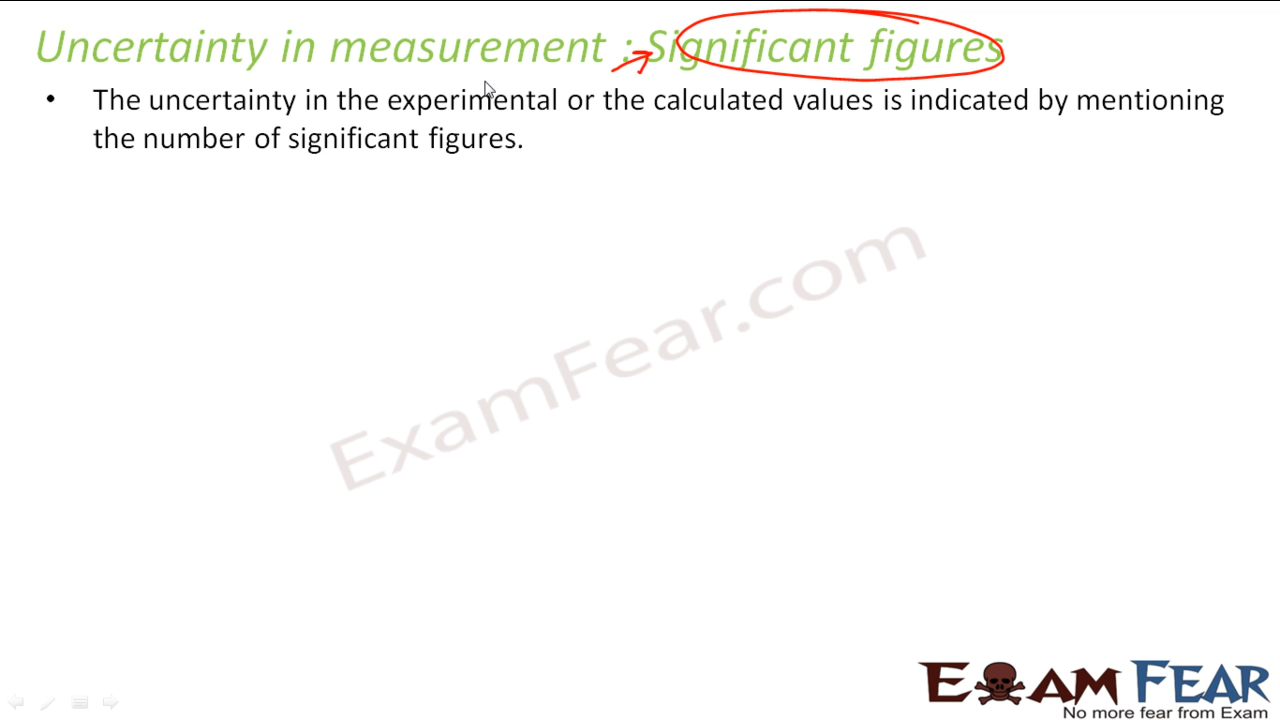 Uncertainty in measurement : Significant figures
• The uncertainty in the experimental or the calculated values is indicated by mentioning
the number of significant figures.
ExamFear.com
EXAM FEAR
No more fear from Exam